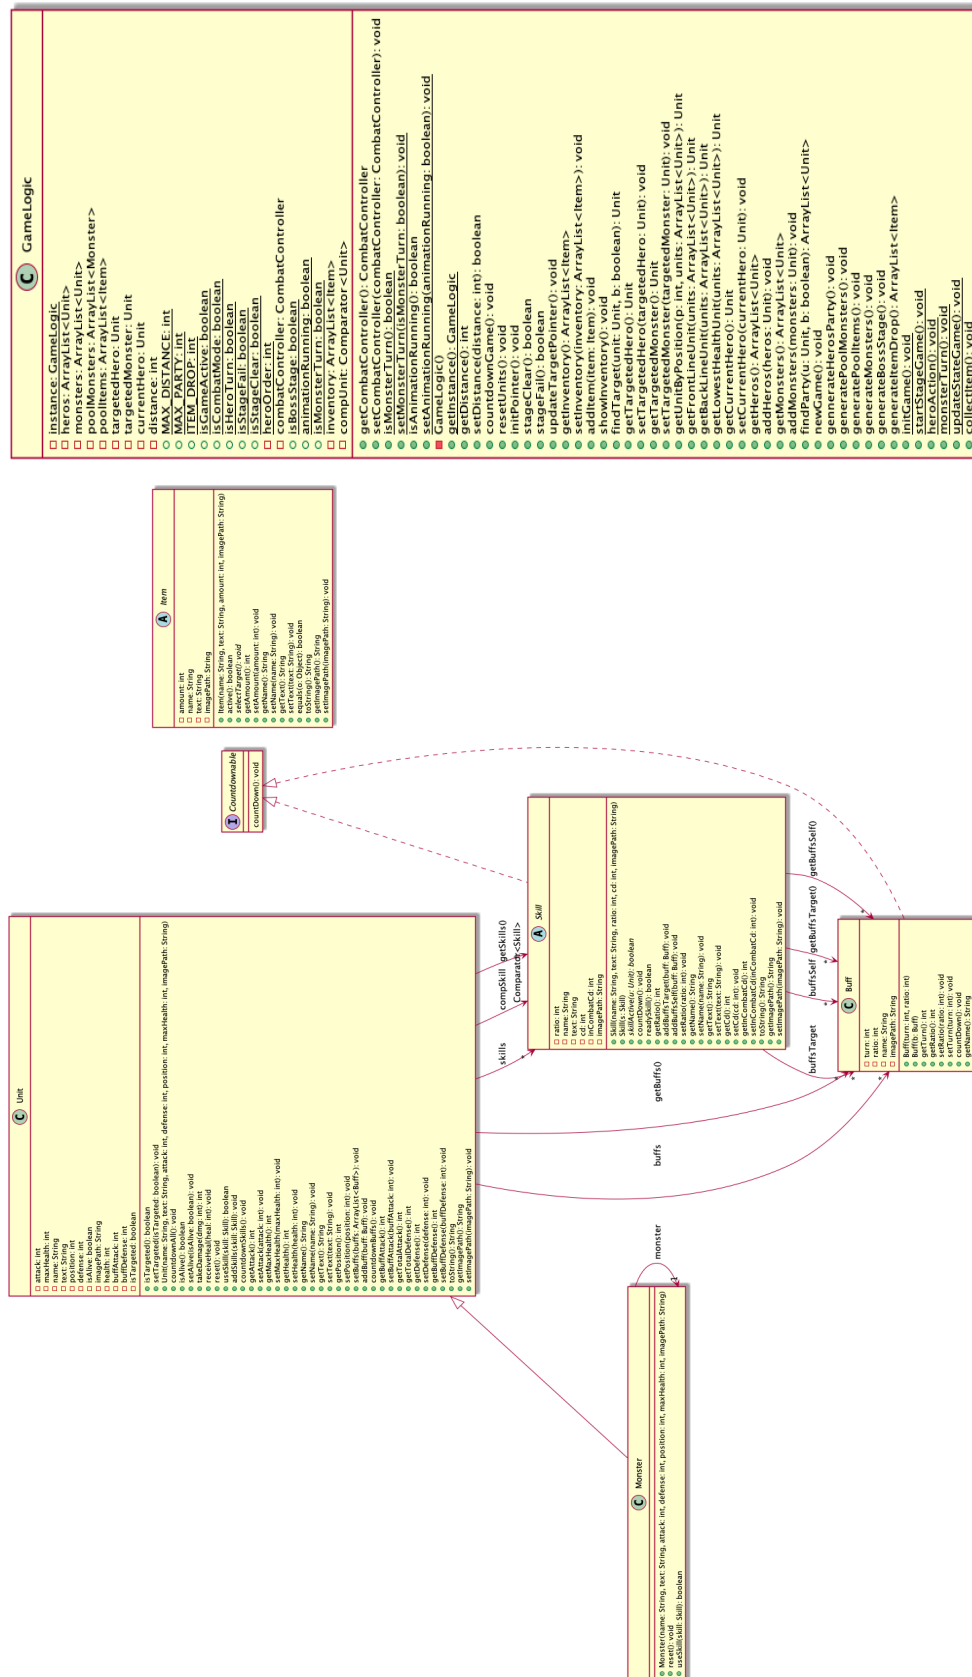 C GameLogic
instance: GameLogic
heros: ArrayList<Unit>
monsters: ArrayList<Unit>
poolMonsters: ArrayList<Monster>
poolItems: ArrayList<Item>
targetedHero: Unit
targetedMonster: Unit
currentHero: Unit
distance: int
MAX_DISTANCE: int
MAX_PARTY: int
ITEM_DROP: int
isGameActive: boolean
isCombatMode: boolean
isHeroTurn: boolean
isStageFail: boolean
isStageClear: boolean
heroOrder: int
combatController: CombatController
isBossStage: boolean
animationRunning: boolean
isMonsterTurn: boolean
inventory: ArrayList<Item>
compUnit: Comparator<Unit>
getCombatController(): CombatController
setCombatController(combatController: CombatController): void
isMonsterTurn(): boolean
setMonsterTurn(isMonsterTurn: boolean): void
isAnimationRunning(): boolean
setAnimationRunning(animationRunning: boolean): void
GameLogic()
getInstance(): GameLogic
getDistance(): int
setDistance(distance: int): boolean
countdownGame(): void
resetUnits(): void
initPointer(): void
stageClear(): boolean
stageFail(): boolean
updateTargetPointer(): void
getInventory(): ArrayList<Item>
setInventory(inventory: ArrayList<Item>): void
addItem(item: Item): void
showInventory(): void
findTarget(p: int, b: boolean): Unit
getTargetedHero(): Unit
setTargetedHero(targetedHero: Unit): void
getTargetedMonster(): Unit
setTargetedMonster(targetedMonster: Unit): void
getUnitByPosition(p: int, units: ArrayList<Unit>): Unit
getFrontLineUnit(units: ArrayList<Unit>): Unit
getBackLineUnit(units: ArrayList<Unit>): Unit
getLowestHealthUnit(units: ArrayList<Unit>): Unit
getCurrentHero(): Unit
setCurrentHero(currentHero: Unit): void
getHeros(): ArrayList<Unit>
addHeros(heros: Unit): void
getMonsters(): ArrayList<Unit>
addMonsters(monsters: Unit): void
findParty(u: Unit, b: boolean): ArrayList<Unit>
newGame(): void
gennerateHerosParty(): void
generatePoolMonsters(): void
generatePoolItems(): void
generateMonsters(): void
generateBossStage(): void
generateItemDrop(): ArrayList<Item>
initGame(): void
startStageGame(): void
heroAction(): void
monsterTurn(): void
updateStateGame(): void
collectItem(): void
A Item
amount: int
name: String
text: String
imagePath: String
Item(name: String, text: String, amount: int, imagePath: String)
active(): boolean
selectTarget(): void
getAmount(): int
setAmount(amount: int): void
getName(): String
setName(name: String): void
getText(): String
setText(text: String): void
equals(o: Object): boolean
toString(): String
getImagePath(): String
setImagePath(imagePath: String): void
I Countdownable
countDown(): void
C Unit
attack: int
maxHealth: int
name: String
text: String
position: int
defense: int
isAlive: boolean
imagePath: String
health: int
buffAttack: int
buffDefense: int
isTargeted: boolean
isTargeted(): boolean
setTargeted(isTargeted: boolean): void
Unit(name: String, text: String, attack: int, defense: int, position: int, maxHealth: int, imagePath: String)
countdownAll(): void
isAlive(): boolean
setAlive(isAlive: boolean): void
takeDamage(dmg: int): int
receiveHeal(heal: int): void
reset(): void
useSkill(skill: Skill): boolean
addSkills(skill: Skill): void
countdownSkills(): void
getAttack(): int
setAttack(attack: int): void
getMaxHealth(): int
setMaxHealth(maxHealth: int): void
getHealth(): int
setHealth(health: int): void
getName(): String
setName(name: String): void
getText(): String
setText(text: String): void
getPosition(): int
setPosition(position: int): void
setBuffs(buffs: ArrayList<Buff>): void
addBuff(buff: Buff): void
countdownBuffs(): void
getBuffAttack(): int
setBuffAttack(buffAttack: int): void
getTotalAttack(): int
getTotalDefense(): int
getDefense(): int
setDefense(defense: int): void
getBuffDefense(): int
setBuffDefense(buffDefense: int): void
toString(): String
getImagePath(): String
setImagePath(imagePath: String): void
skills
*
compSkill
Comparator<Skill>
getSkills()
A Skill
ratio: int
name: String
text: String
cd: int
inCombatCd: int
imagePath: String
Skill(name: String, text: String, ratio: int, cd: int, imagePath: String)
Skill(s: Skill)
skillActive(u: Unit): boolean
countDown(): void
readySkill(): boolean
getRatio(): int
addBuffsTarget(buff: Buff): void
addBuffsSelf(buff: Buff): void
setRatio(ratio: int): void
getName(): String
setName(name: String): void
getText(): String
setText(text: String): void
getCd(): int
setCd(cd: int): void
getInCombatCd(): int
setInCombatCd(inCombatCd: int): void
toString(): String
getImagePath(): String
setImagePath(imagePath: String): void
buffs
*
getBuffs()
*
buffsTarget
*
buffsSelf
*
getBuffsTarget()
*
getBuffsSelf()
*
C Buff
turn: int
ratio: int
name: String
imagePath: String
Buff(turn: int, ratio: int)
Buff(b: Buff)
getTurn(): int
getRatio(): int
setRatio(ratio: int): void
setTurn(turn: int): void
countDown(): void
getName(): String
monster
1
C Monster
Monster(name: String, text: String, attack: int, defense: int, position: int, maxHealth: int, imagePath: String)
reset(): void
useSkill(skill: Skill): boolean